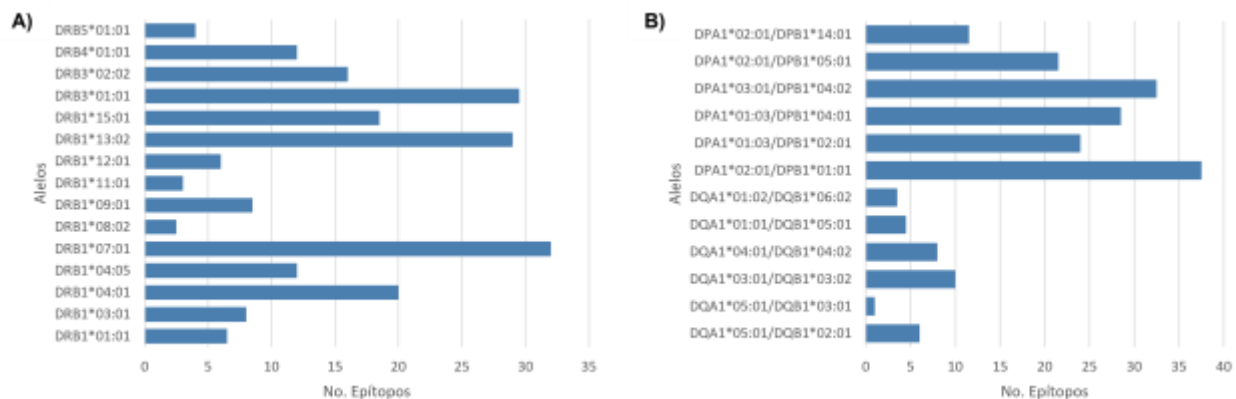 A)
DRB5*01:01
DRB4*01:01
DRB3*02:02
DRB3*01:01
DRB1*15:01
DRB1*13:02
DRB1*12:01
DRB1*11:01
DRB1*09:01
DRB1*08:02
DRB1*07:01
DRB1*04:05
DRB1*04:01
DRB1*03:01
DRB1*01:01
Alelos
0 5 10 15 20 25 30 35
No. Epítopos
B)
DPA1*02:01/DPB1*14:01
DPA1*02:01/DPB1*05:01
DPA1*03:01/DPB1*04:02
DPA1*01:03/DPB1*04:01
DPA1*01:03/DPB1*02:01
DPA1*02:01/DPB1*01:01
DQA1*01:02/DQB1*06:02
DQA1*01:01/DQB1*05:01
DQA1*04:01/DQB1*04:02
DQA1*03:01/DQB1*03:02
DQA1*05:01/DQB1*03:01
DQA1*05:01/DQB1*02:01
Alelos
0 5 10 15 20 25 30 35 40
No. Epítopos